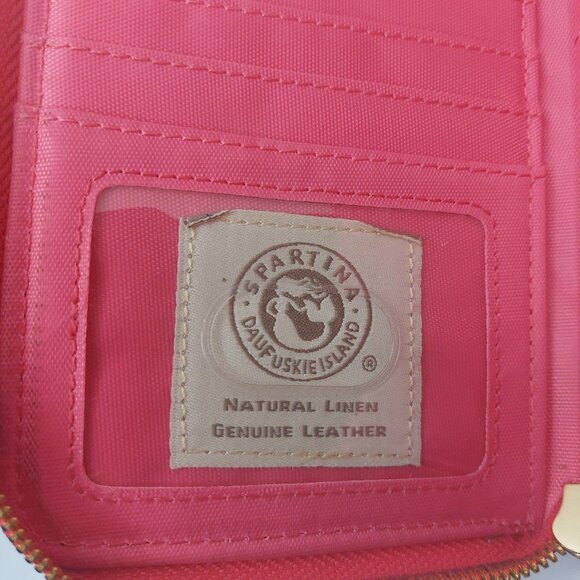 · SPARTINA ·
DAUFUSKIE ISLAND
®
NATURAL LINEN
GENUINE LEATHER